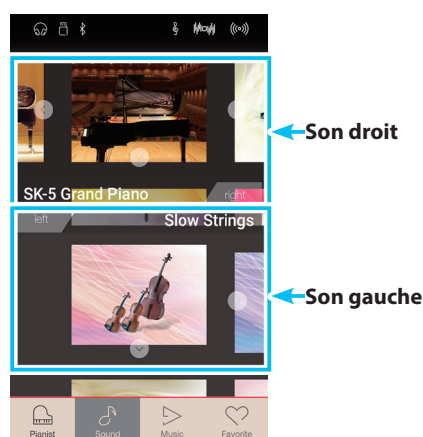 Son droit
SK-5 Grand Piano
right
left
Slow Strings
Son gauche
Pianist Sound Music Favorite